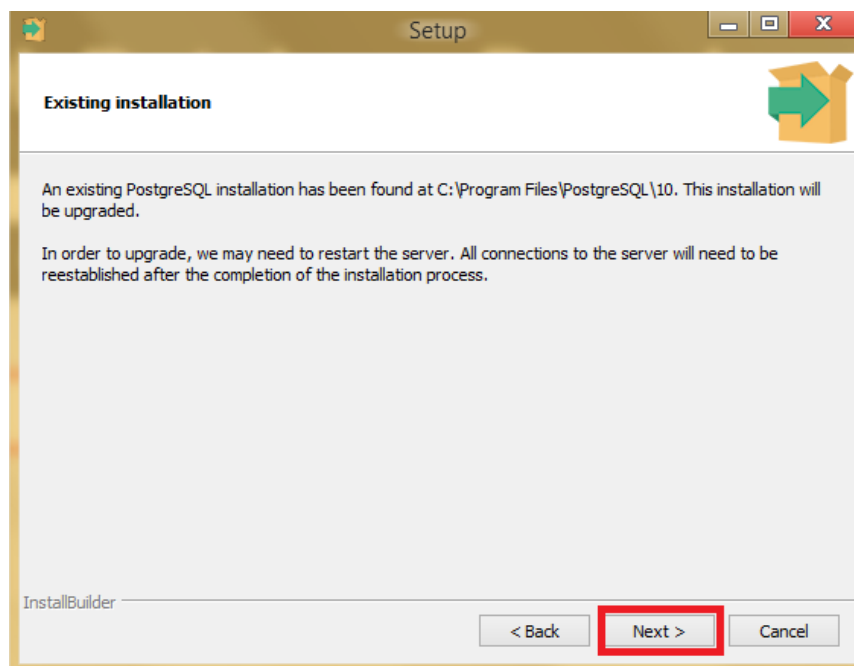 Setup
Existing installation
An existing PostgreSQL installation has been found at C:\Program Files\PostgreSQL\10. This installation will
be upgraded.
In order to upgrade, we may need to restart the server. All connections to the server will need to be
reestablished after the completion of the installation process.
InstallBuilder
< Back Next > Cancel